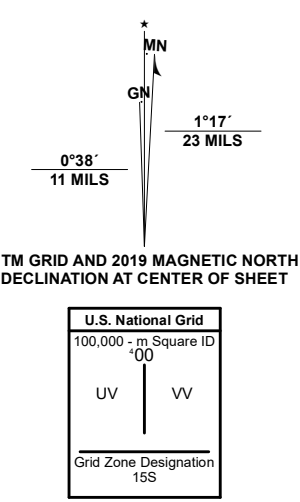 ★
MN
GN
1°17´
23 MILS
0°38´
11 MILS
TM GRID AND 2019 MAGNETIC NORTH
DECLINATION AT CENTER OF SHEET
U.S. National Grid
100,000 - m Square ID
⁴00
UV VV
Grid Zone Designation
15S